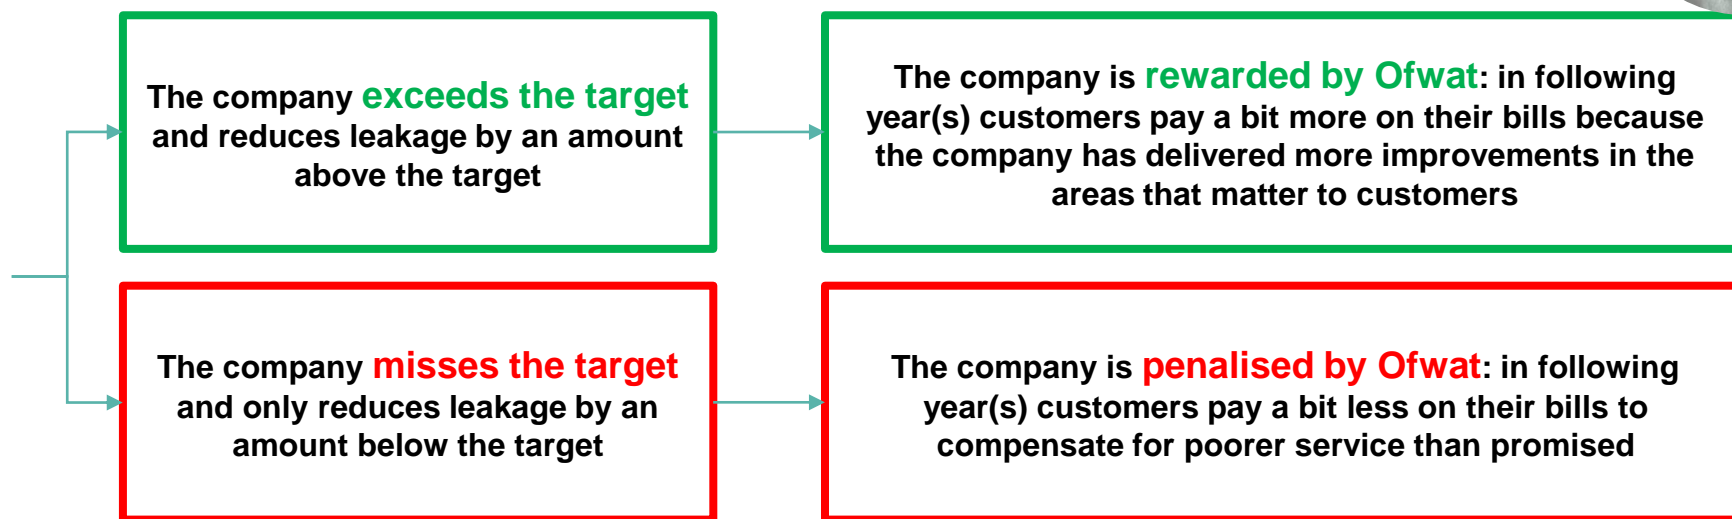 The company exceeds the target
and reduces leakage by an amount
above the target
The company is rewarded by Ofwat: in following
year(s) customers pay a bit more on their bills because
the company has delivered more improvements in the
areas that matter to customers
The company misses the target
and only reduces leakage by an
amount below the target
The company is penalised by Ofwat: in following
year(s) customers pay a bit less on their bills to
compensate for poorer service than promised